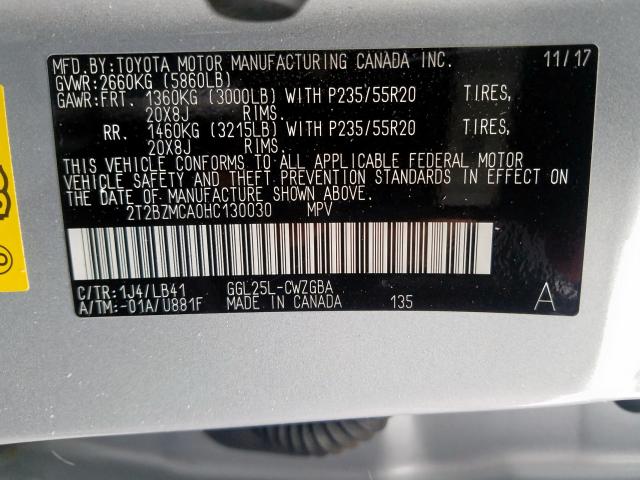 MFD.BY:TOYOTA MOTOR MANUFACTURING CANADA INC. 11/17
GVWR:2660KG (5860LB)
GAWR:FRT. 1360KG (3000LB) WITH P235/55R20 TIRES,
20X8J RIMS.
RR. 1460KG (3215LB) WITH P235/55R20 TIRES,
20X8J RIMS.
THIS VEHICLE CONFORMS TO ALL APPLICABLE FEDERAL MOTOR
VEHICLE SAFETY AND THEFT PREVENTION STANDARDS IN EFFECT ON
THE DATE OF MANUFACTURE SHOWN ABOVE.
2T2BZMCA0HC130030 MPV
C/TR:1J4/LB41 GGL25L-CWZGBA
A/TM:-01A/U881F MADE IN CANADA 135 A